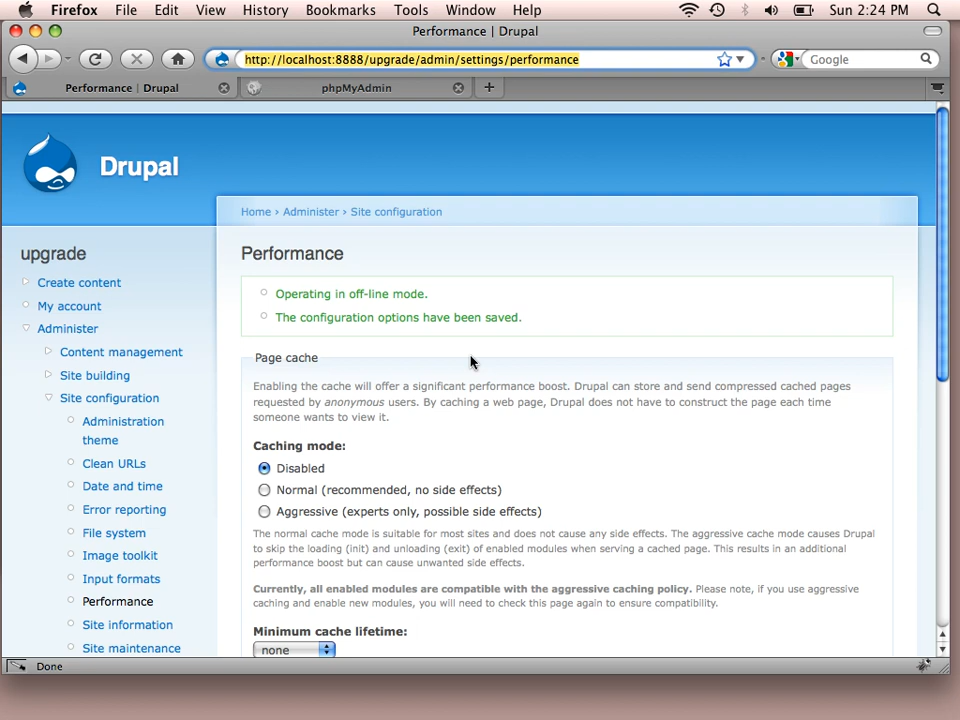 Firefox File Edit View History Bookmarks Tools Window Help Sun 2:24 PM
Performance | Drupal
http://localhost:8888/upgrade/admin/settings/performance
Google
Performance | Drupal
phpMyAdmin
Drupal
Home › Administer › Site configuration
upgrade
Create content
My account
Administer
Content management
Site building
Site configuration
Administration
theme
Clean URLs
Date and time
Error reporting
File system
Image toolkit
Input formats
Performance
Site information
Site maintenance
Performance
Operating in off-line mode.
The configuration options have been saved.
Page cache
Enabling the cache will offer a significant performance boost. Drupal can store and send compressed cached pages
requested by anonymous users. By caching a web page, Drupal does not have to construct the page each time
someone wants to view it.
Caching mode:
Disabled
Normal (recommended, no side effects)
Aggressive (experts only, possible side effects)
The normal cache mode is suitable for most sites and does not cause any side effects. The aggressive cache mode causes Drupal
to skip the loading (init) and unloading (exit) of enabled modules when serving a cached page. This results in an additional
performance boost but can cause unwanted side effects.
Currently, all enabled modules are compatible with the aggressive caching policy. Please note, if you use aggressive
caching and enable new modules, you will need to check this page again to ensure compatibility.
Minimum cache lifetime:
none
Done